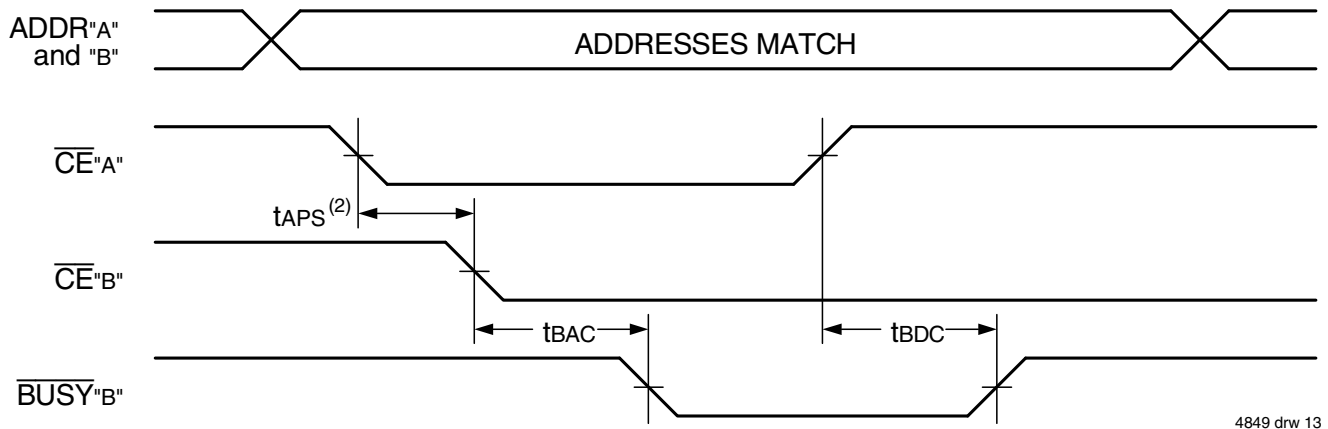 ADDR"A"
and "B"
ADDRESSES MATCH
CE"A"
tAPS(2)
CE"B"
tBAC
tBDC
BUSY"B"
4849 drw 13